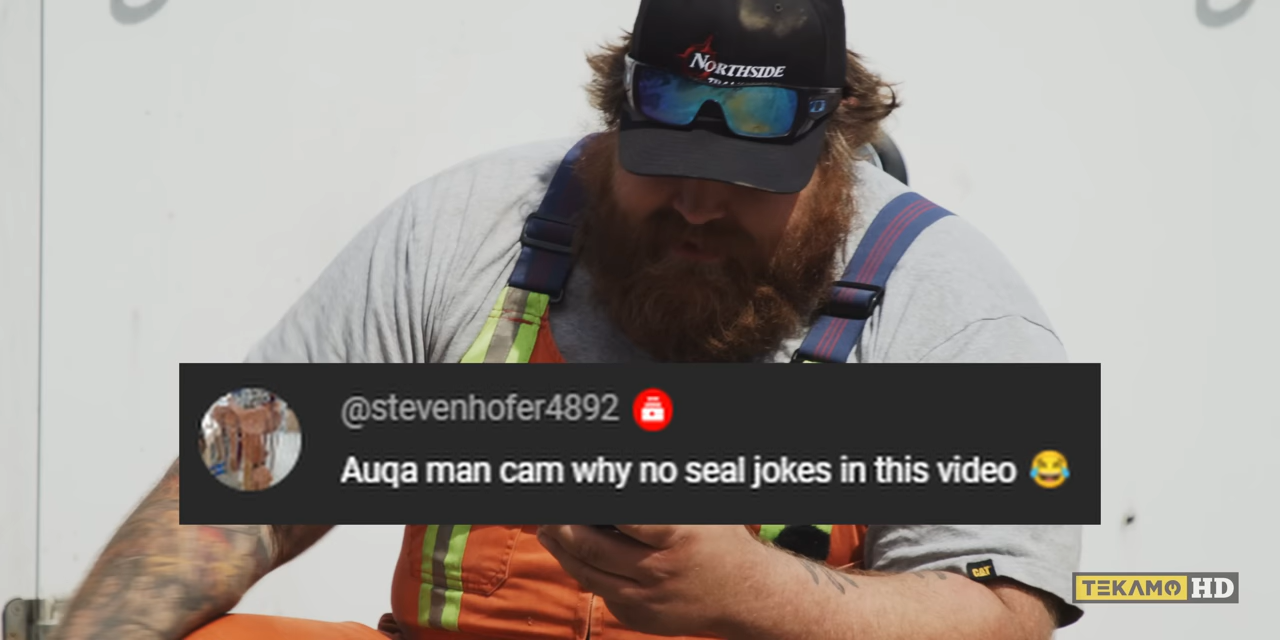 NORTHSIDE
@stevenhofer4892
Auqa man cam why no seal jokes in this video 😂
CAT
TEKAMO HD